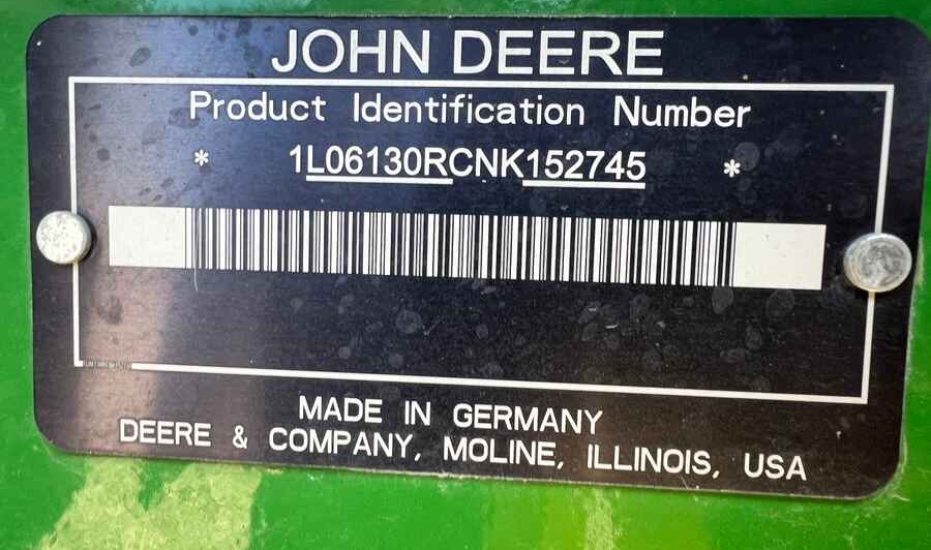 JOHN DEERE
Product Identification Number
* 1L06130RCNK152745 *
MADE IN GERMANY
DEERE & COMPANY, MOLINE, ILLINOIS, USA